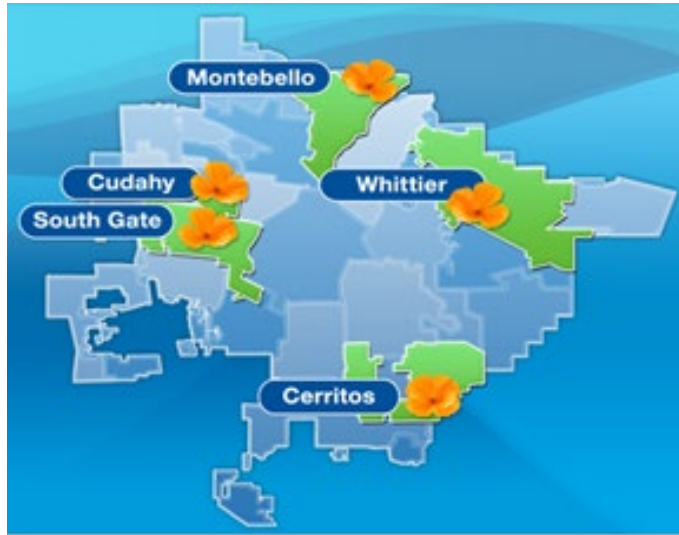 Montebello
Cudahy
Whittier
South Gate
Cerritos